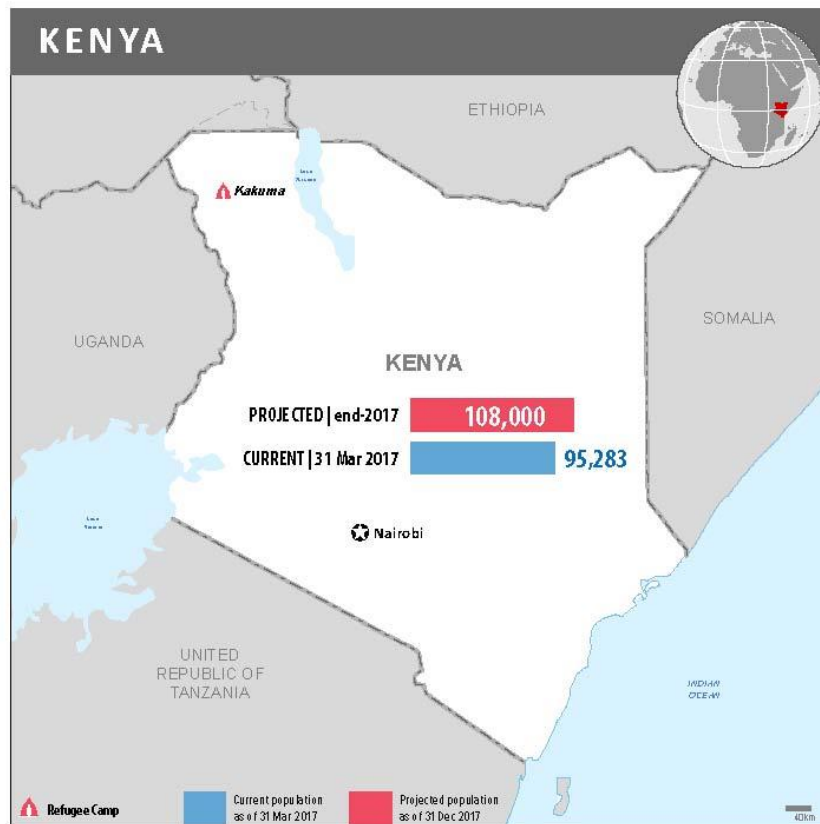 KENYA
ETHIOPIA
Kakuma
UGANDA
SOMALIA
KENYA
PROJECTED | end-2017
108,000
CURRENT | 31 Mar 2017
95,283
Nairobi
UNITED
REPUBLIC OF
TANZANIA
INDIAN
OCEAN
Refugee Camp
Current population
as of 31 Mar 2017
Projected population
as of 31 Dec 2017
40km